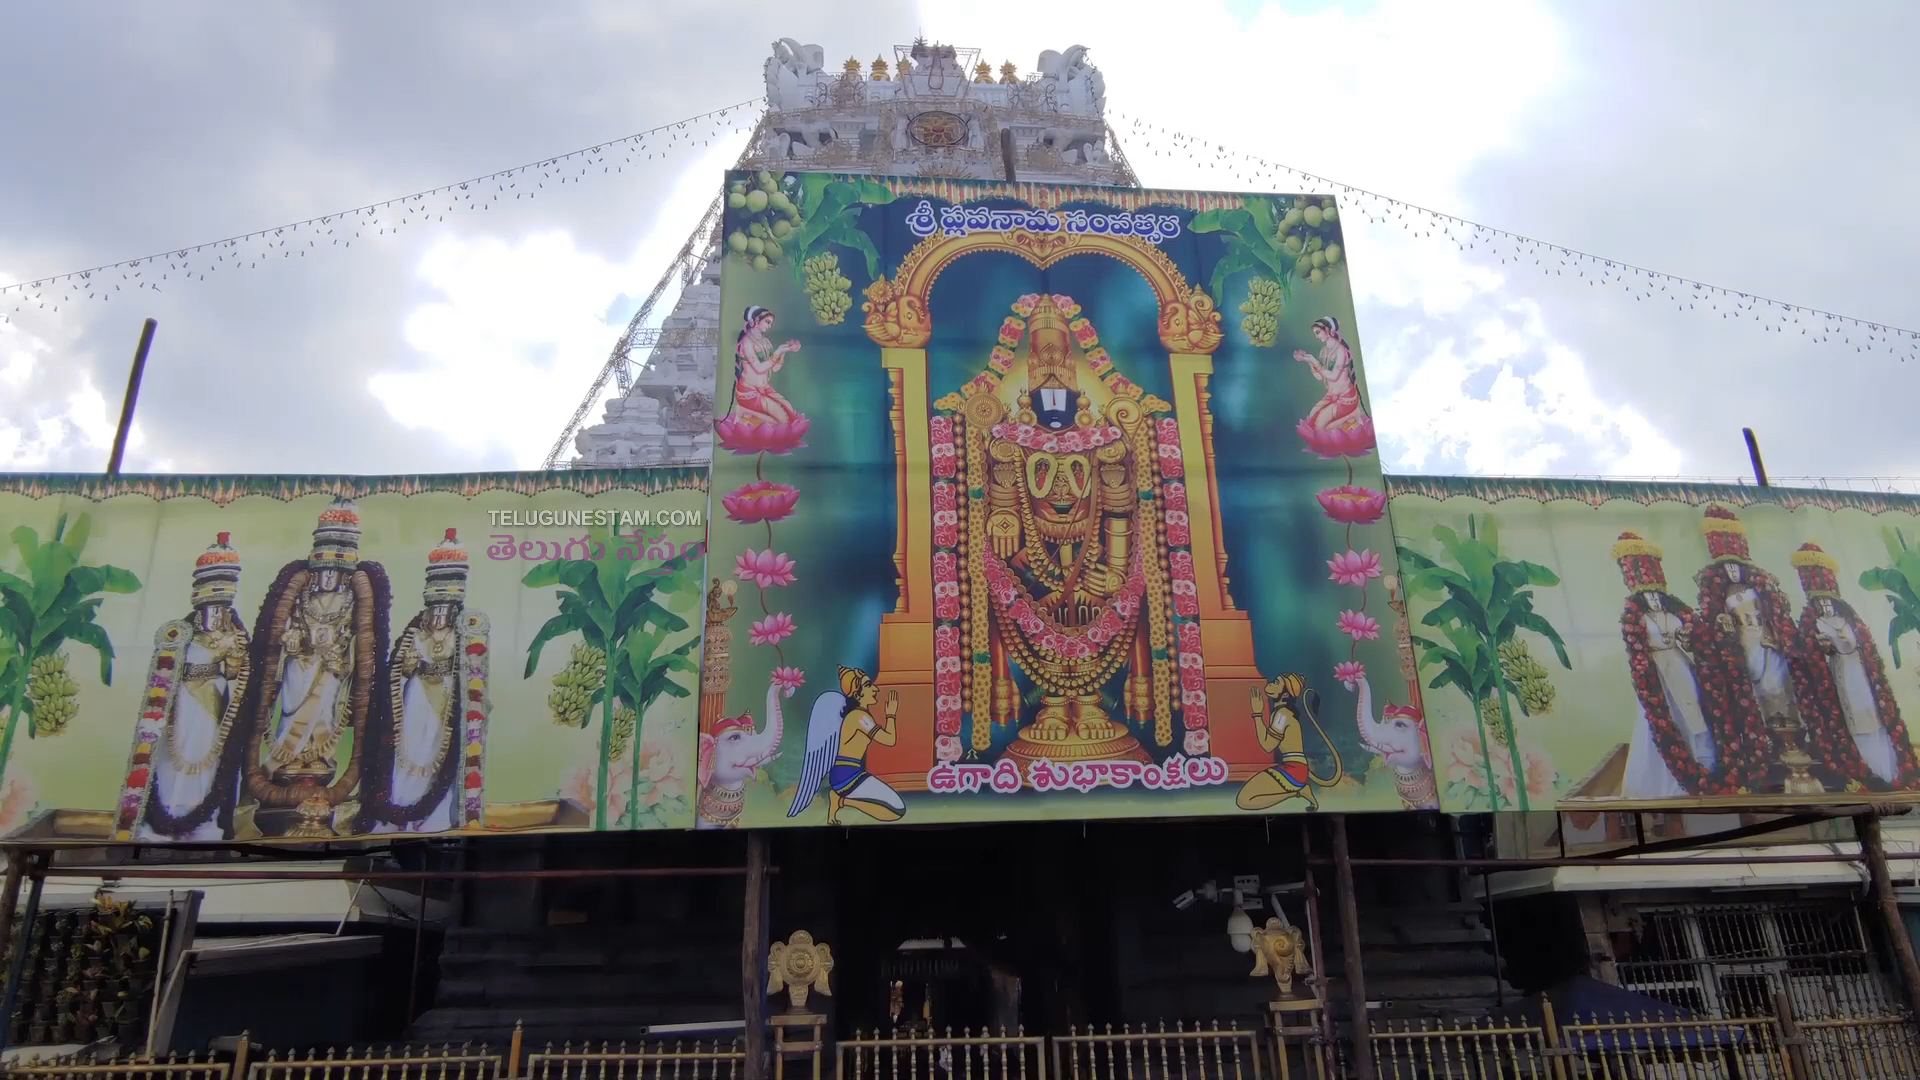 శ్రీ ప్లవనామ సంవత్సర
TELUGUNESTAM.COM
తెలుగు నేస్తం
ఉగాది శుభాకాంక్షలు